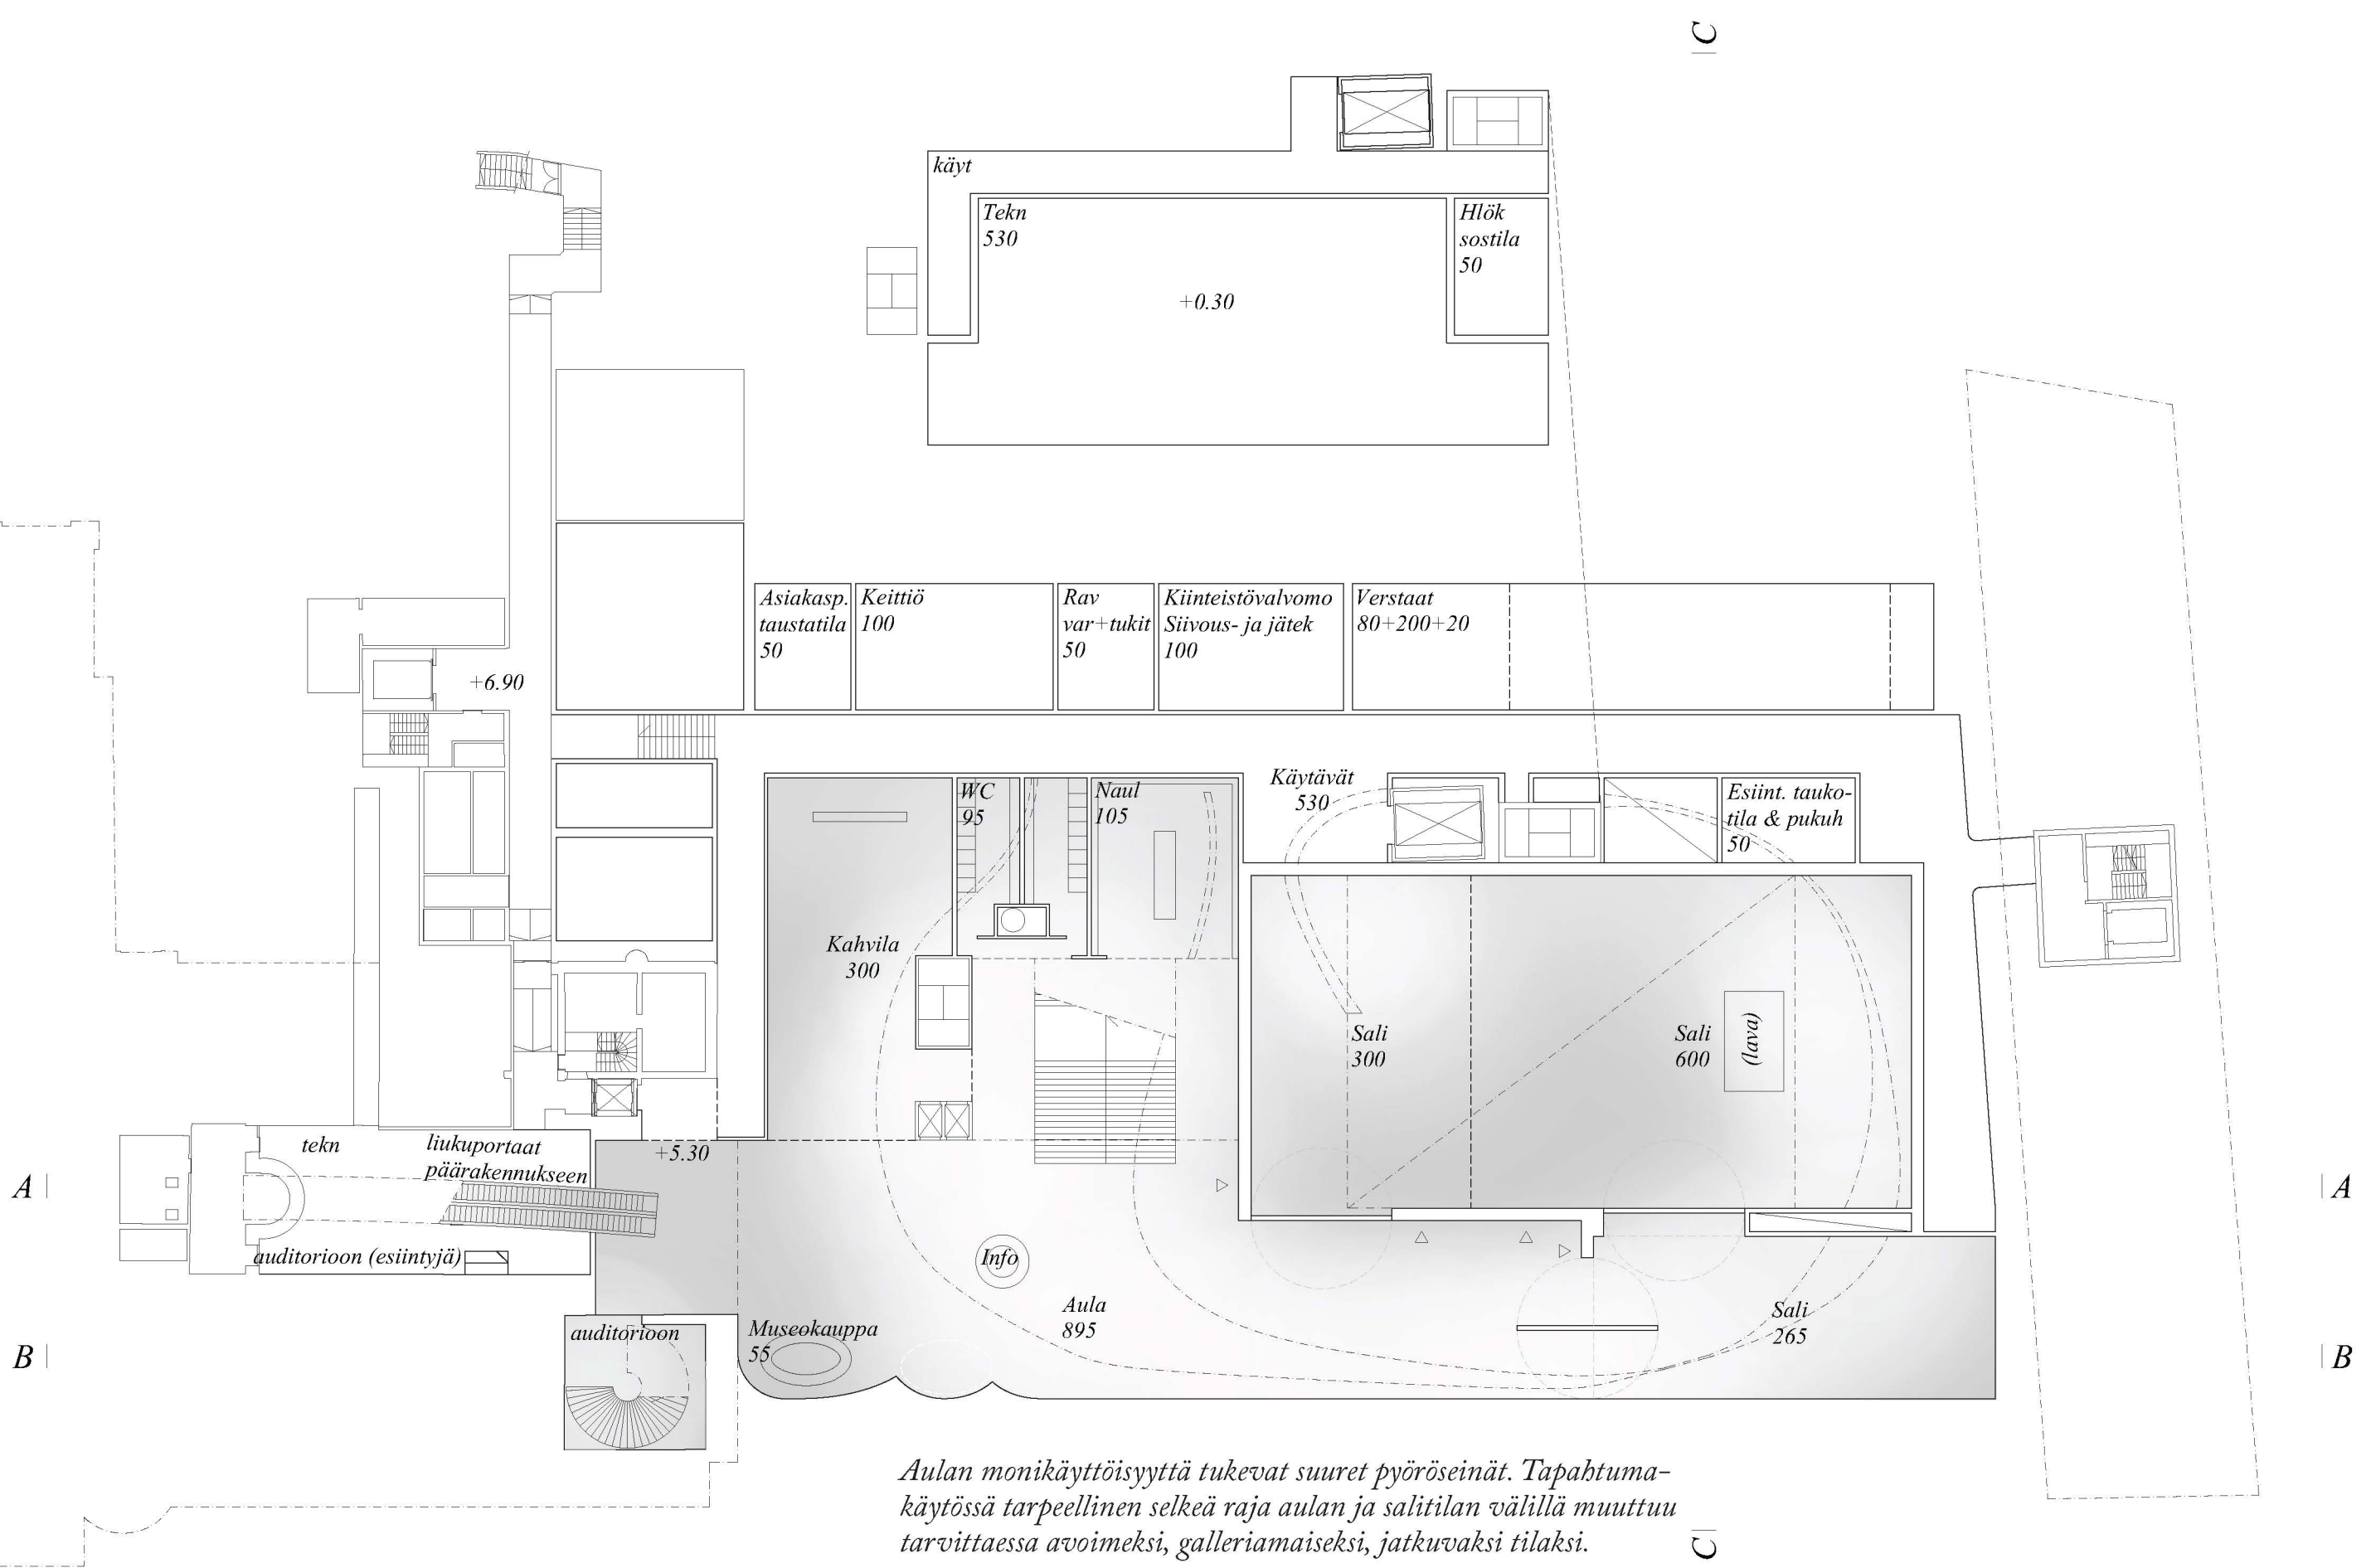 C
käyt
Tekn
530
Hlök
sostila
50
+0.30
Asiakasp.
taustatila
50
Keittiö
100
Rav
var+tukit
50
Kiinteistövalvomo
Siivous- ja jätek
100
Verstaat
80+200+20
+6.90
WC
95
Naul
105
Käytävät
530
Esiint. tauko-
tila & pukuh
50
Kahvila
300
Sali
300
Sali
600
(lava)
tekn
liukuportaat
päärakennukseen
+5.30
A
A
auditorioon (esiintyjä)
Info
Aula
895
Sali
265
auditorioon
Museokauppa
55
B
B
Aulan monikäyttöisyyttä tukevat suuret pyöröseinät. Tapahtuma-
käytössä tarpeellinen selkeä raja aulan ja salitilan välillä muuttuu
tarvittaessa avoimeksi, galleriamaiseksi, jatkuvaksi tilaksi.
C